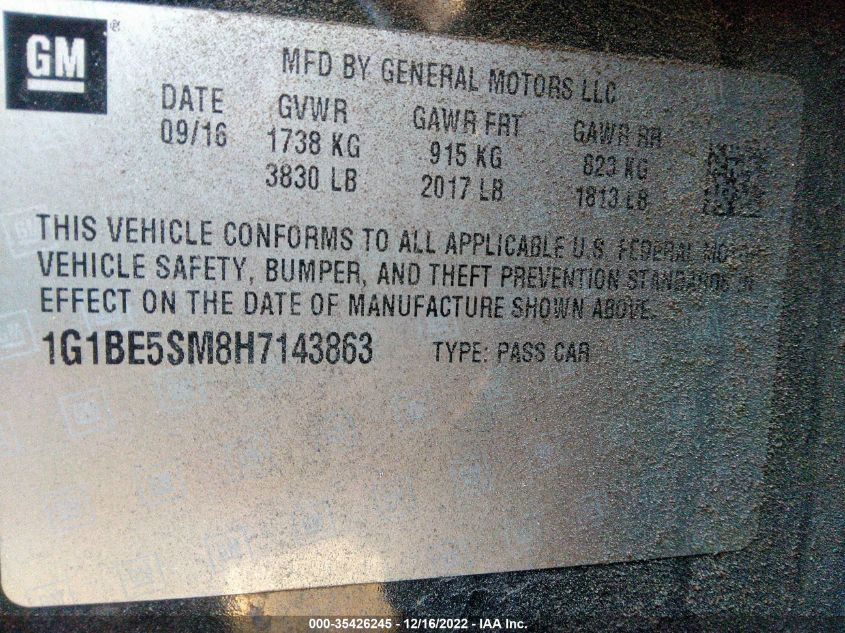 GM
MFD BY GENERAL MOTORS LLC
DATE GVWR GAWR FRT GAWR RR
09/16 1738 KG 915 KG 823 KG
3830 LB 2017 LB 1813 LB
THIS VEHICLE CONFORMS TO ALL APPLICABLE U.S. FEDERAL MOTOR
VEHICLE SAFETY, BUMPER, AND THEFT PREVENTION STANDARDS IN
EFFECT ON THE DATE OF MANUFACTURE SHOWN ABOVE.
1G1BE5SM8H7143863 TYPE: PASS CAR
000-35426245 - 12/16/2022 - IAA Inc.